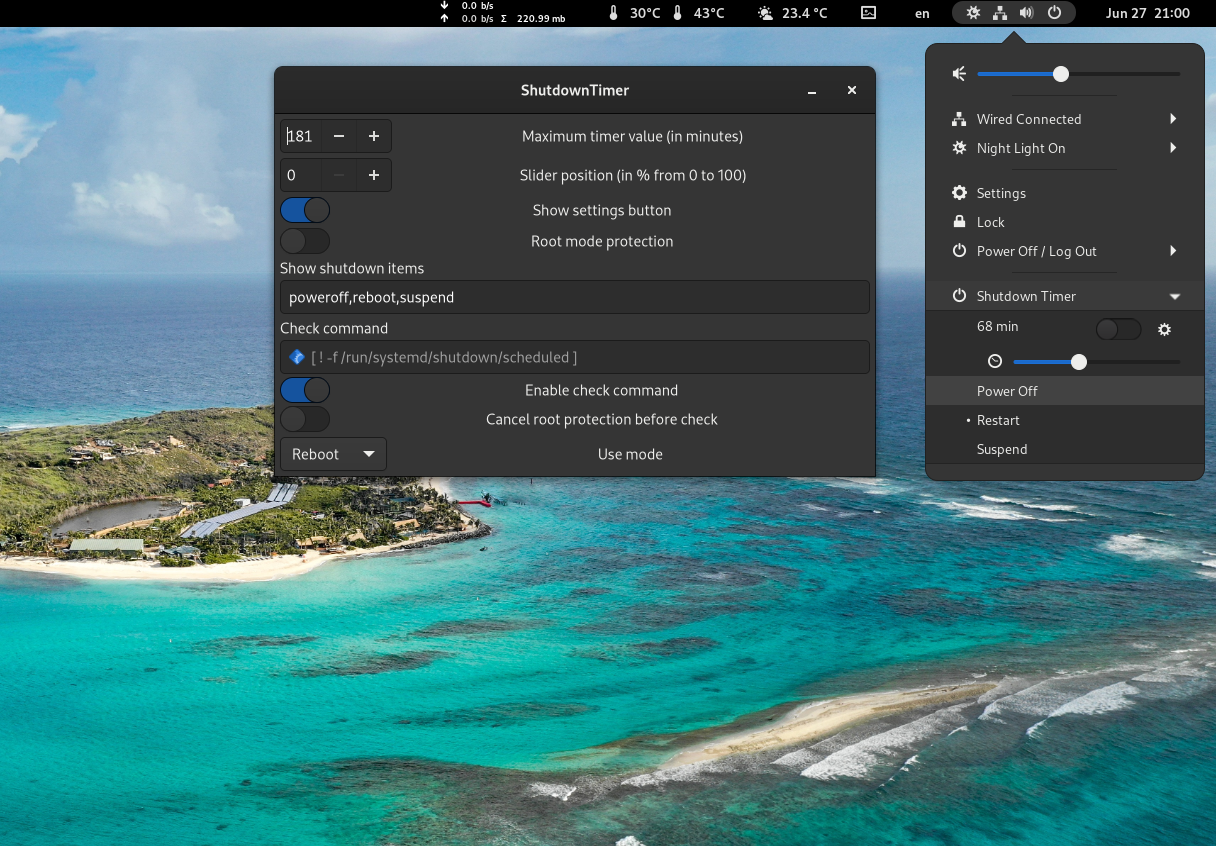 0.0 b/s
0.0 b/s Σ 220.99 mb
30°C 43°C 23.4 °C en Jun 27 21:00
ShutdownTimer
181 − + Maximum timer value (in minutes)
0 − + Slider position (in % from 0 to 100)
Show settings button
Root mode protection
Show shutdown items
poweroff,reboot,suspend
Check command
[ ! -f /run/systemd/shutdown/scheduled ]
Enable check command
Cancel root protection before check
Reboot Use mode
Wired Connected
Night Light On
Settings
Lock
Power Off / Log Out
Shutdown Timer
68 min
Power Off
• Restart
Suspend